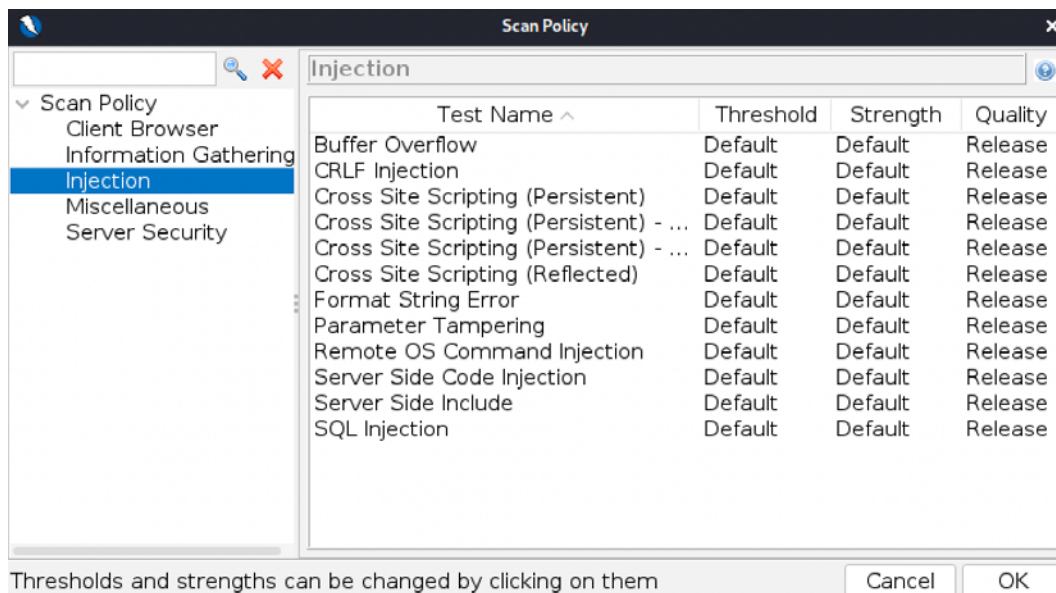 Scan Policy
Injection
Scan Policy
Client Browser
Information Gathering
Injection
Miscellaneous
Server Security
Test Name Threshold Strength Quality
Buffer Overflow Default Default Release
CRLF Injection Default Default Release
Cross Site Scripting (Persistent) Default Default Release
Cross Site Scripting (Persistent) - ... Default Default Release
Cross Site Scripting (Persistent) - ... Default Default Release
Cross Site Scripting (Reflected) Default Default Release
Format String Error Default Default Release
Parameter Tampering Default Default Release
Remote OS Command Injection Default Default Release
Server Side Code Injection Default Default Release
Server Side Include Default Default Release
SQL Injection Default Default Release
Thresholds and strengths can be changed by clicking on them
Cancel OK